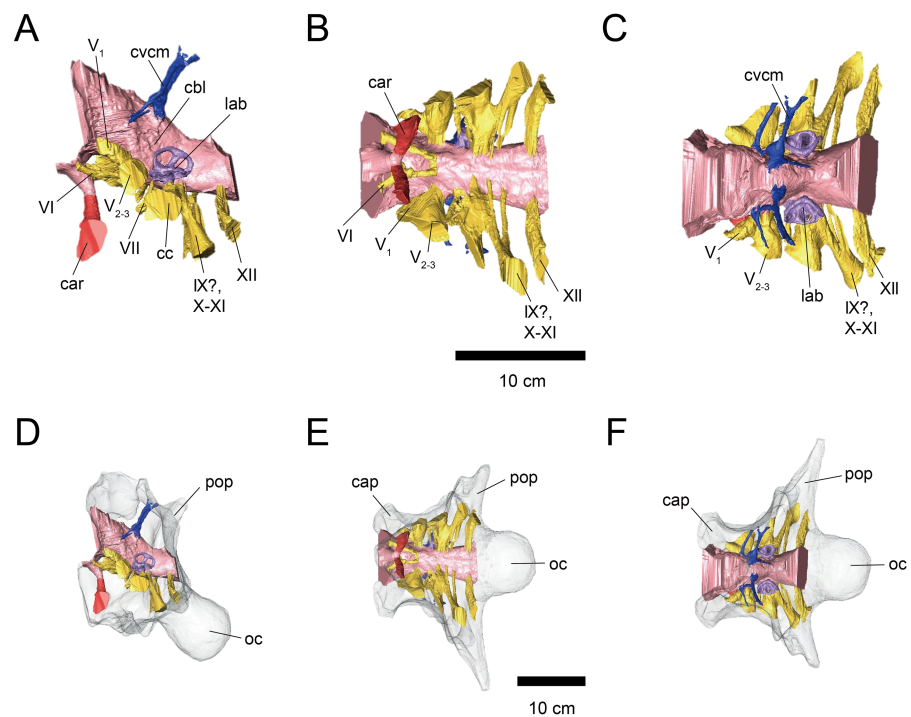 A
V1
cvcm
cbl
lab
VI
V2-3
VII
cc
car
IX?,
X-XI
XII
B
car
VI
V1
V2-3
XII
IX?,
X-XI
10 cm
C
cvcm
V1
V2-3
lab
XII
IX?,
X-XI
D
pop
oc
E
cap
pop
oc
10 cm
F
pop
cap
oc